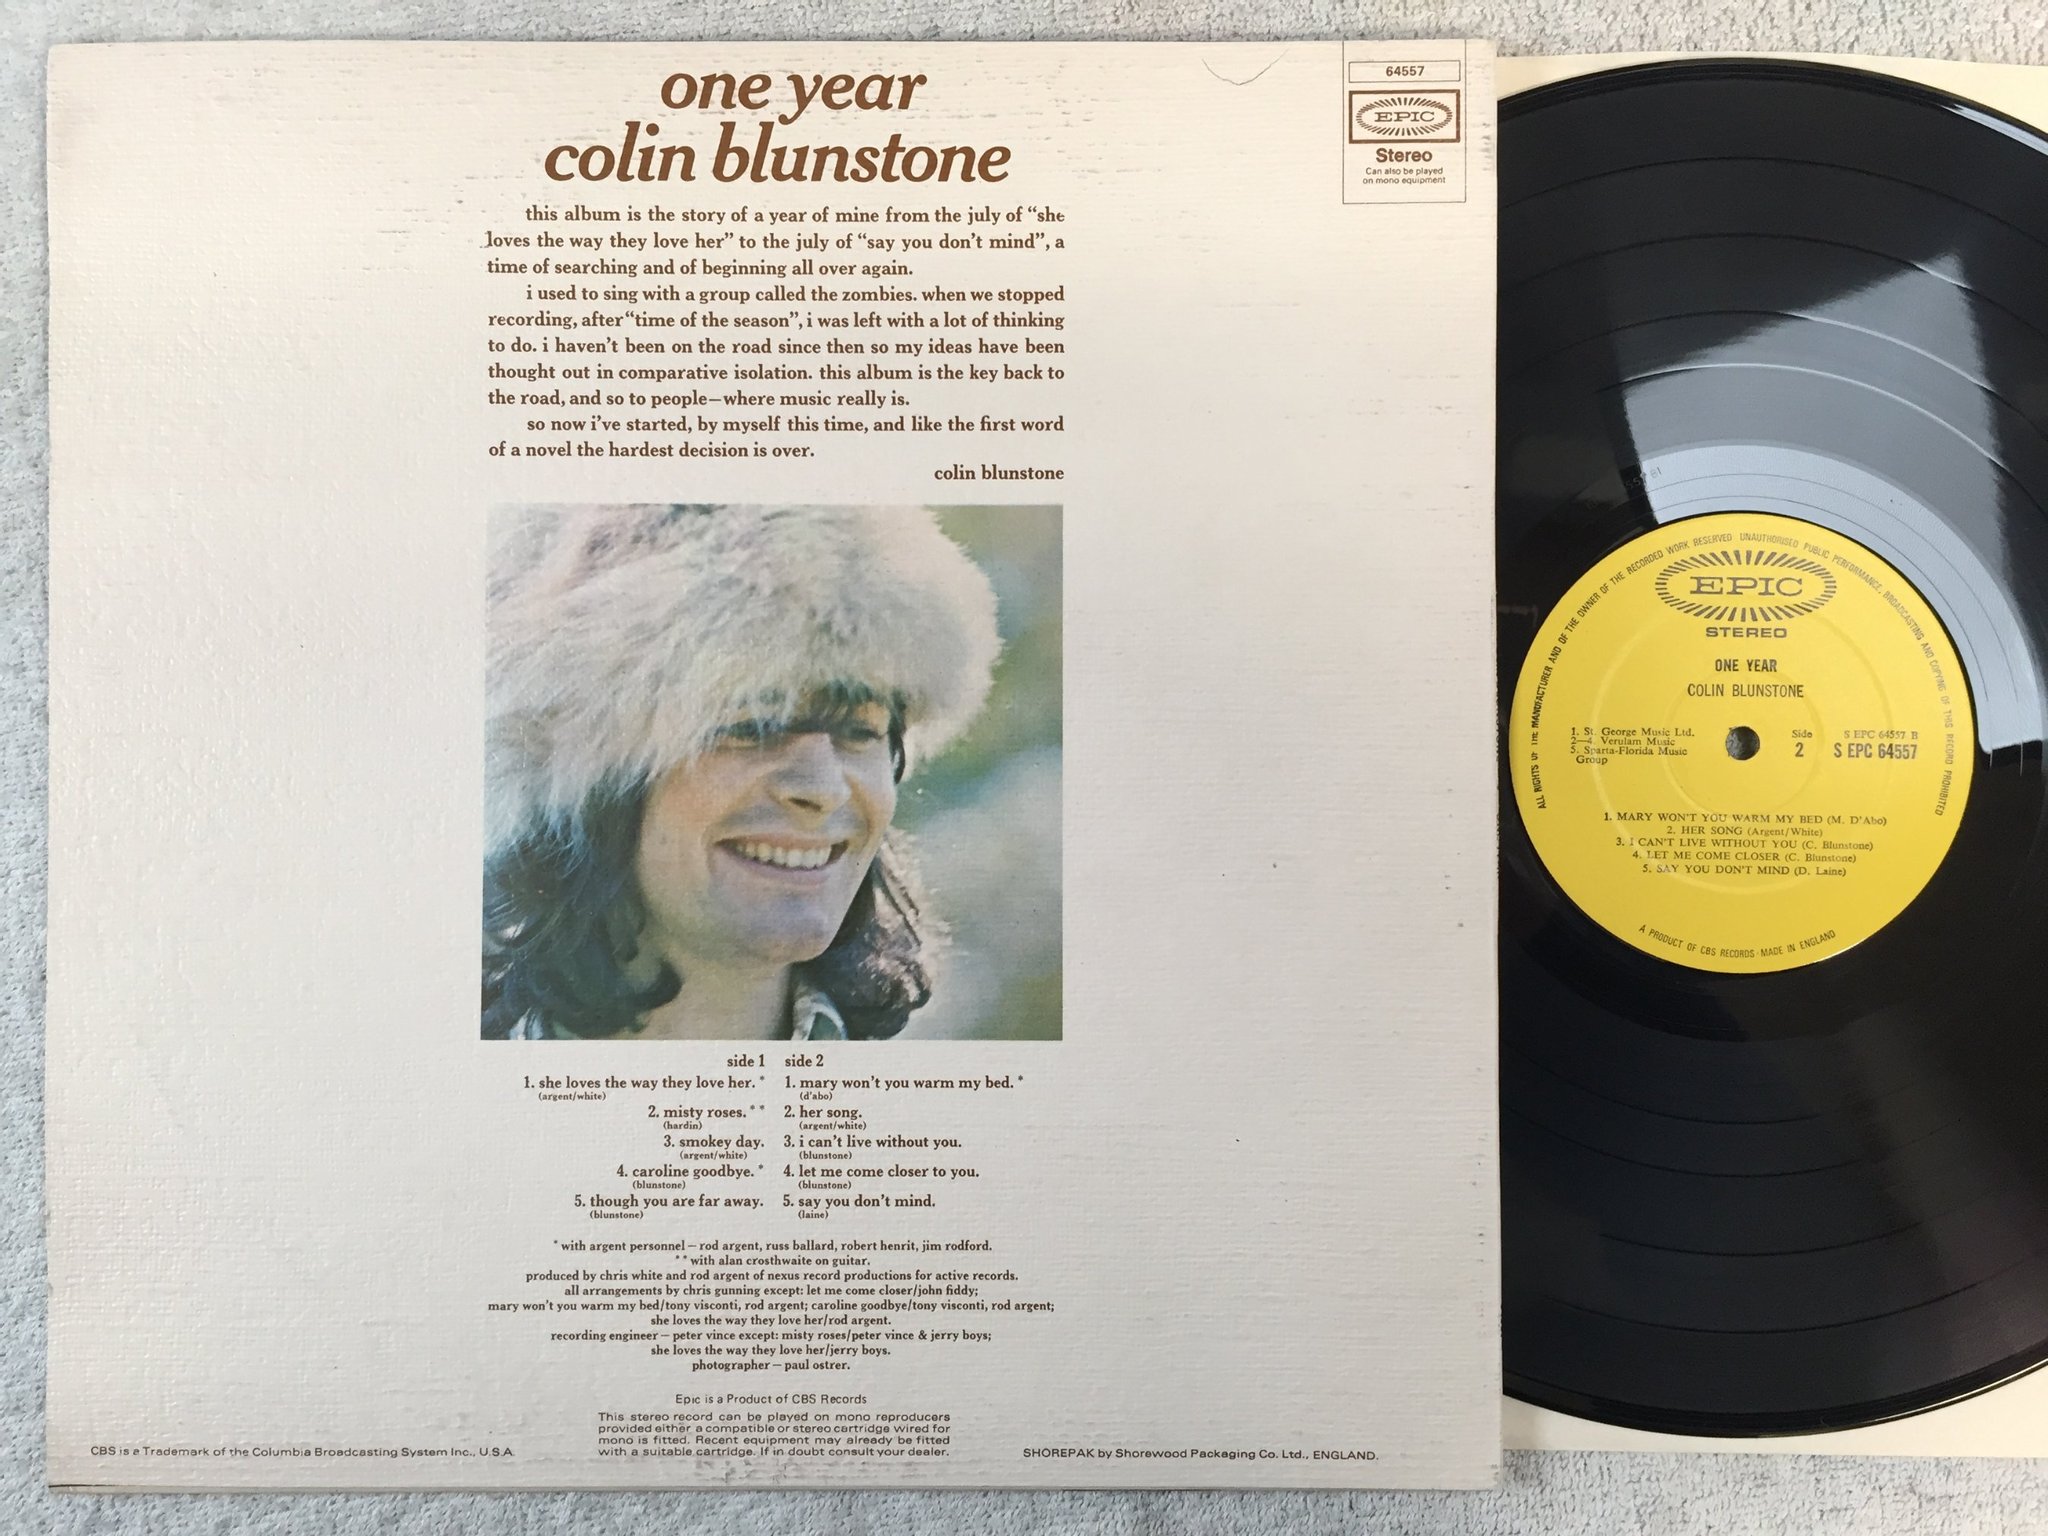 one year
colin blunstone
this album is the story of a year of mine from the july of “she
loves the way they love her” to the july of “say you don’t mind”, a
time of searching and of beginning all over again.
i used to sing with a group called the zombies. when we stopped
recording, after “time of the season”, i was left with a lot of thinking
to do. i haven’t been on the road since then so my ideas have been
thought out in comparative isolation. this album is the key back to
the road, and so to people—where music really is.
so now i’ve started, by myself this time, and like the first word
of a novel the hardest decision is over.
colin blunstone
64557
EPIC
Stereo
Can also be played
on mono equipment
side 1
1. she loves the way they love her. *
(argent/white)
2. misty roses. * *
(hardin)
3. smokey day.
(argent/white)
4. caroline goodbye. *
(blunstone)
5. though you are far away.
(blunstone)
side 2
1. mary won’t you warm my bed. *
(d’abo)
2. her song.
(argent/white)
3. i can’t live without you.
(blunstone)
4. let me come closer to you.
(blunstone)
5. say you don’t mind.
(laine)
* with argent personnel — rod argent, russ ballard, robert henrit, jim rodford.
* * with alan crosthwaite on guitar.
produced by chris white and rod argent of nexus record productions for active records.
all arrangements by chris gunning except: let me come closer/john fiddy;
mary won’t you warm my bed/tony visconti, rod argent; caroline goodbye/tony visconti, rod argent;
she loves the way they love her/rod argent.
recording engineer — peter vince except: misty roses/peter vince & jerry boys;
she loves the way they love her/jerry boys.
photographer — paul ostrer.
Epic is a Product of CBS Records
This stereo record can be played on mono reproducers
provided either a compatible or stereo cartridge wired for
mono is fitted. Recent equipment may already be fitted
with a suitable cartridge. If in doubt consult your dealer.
CBS is a Trademark of the Columbia Broadcasting System Inc., U.S.A.
SHOREPAK by Shorewood Packaging Co. Ltd., ENGLAND.
ALL RIGHTS OF THE MANUFACTURER AND OF THE OWNER OF THE RECORDED WORK RESERVED UNAUTHORISED PUBLIC PERFORMANCE, BROADCASTING AND COPYING OF THIS RECORD PROHIBITED
EPIC
STEREO
ONE YEAR
COLIN BLUNSTONE
1. St. George Music Ltd.
2—4. Verulam Music
5. Sparta-Florida Music
Group
Side
2
S EPC 64557 B
S EPC 64557
1. MARY WON’T YOU WARM MY BED (M. D’Abo)
2. HER SONG (Argent/White)
3. I CAN’T LIVE WITHOUT YOU (C. Blunstone)
4. LET ME COME CLOSER (C. Blunstone)
5. SAY YOU DON’T MIND (D. Laine)
A PRODUCT OF CBS RECORDS · MADE IN ENGLAND